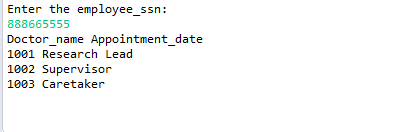 Enter the employee_ssn:
888665555
Doctor_name Appointment_date
1001 Research Lead
1002 Supervisor
1003 Caretaker